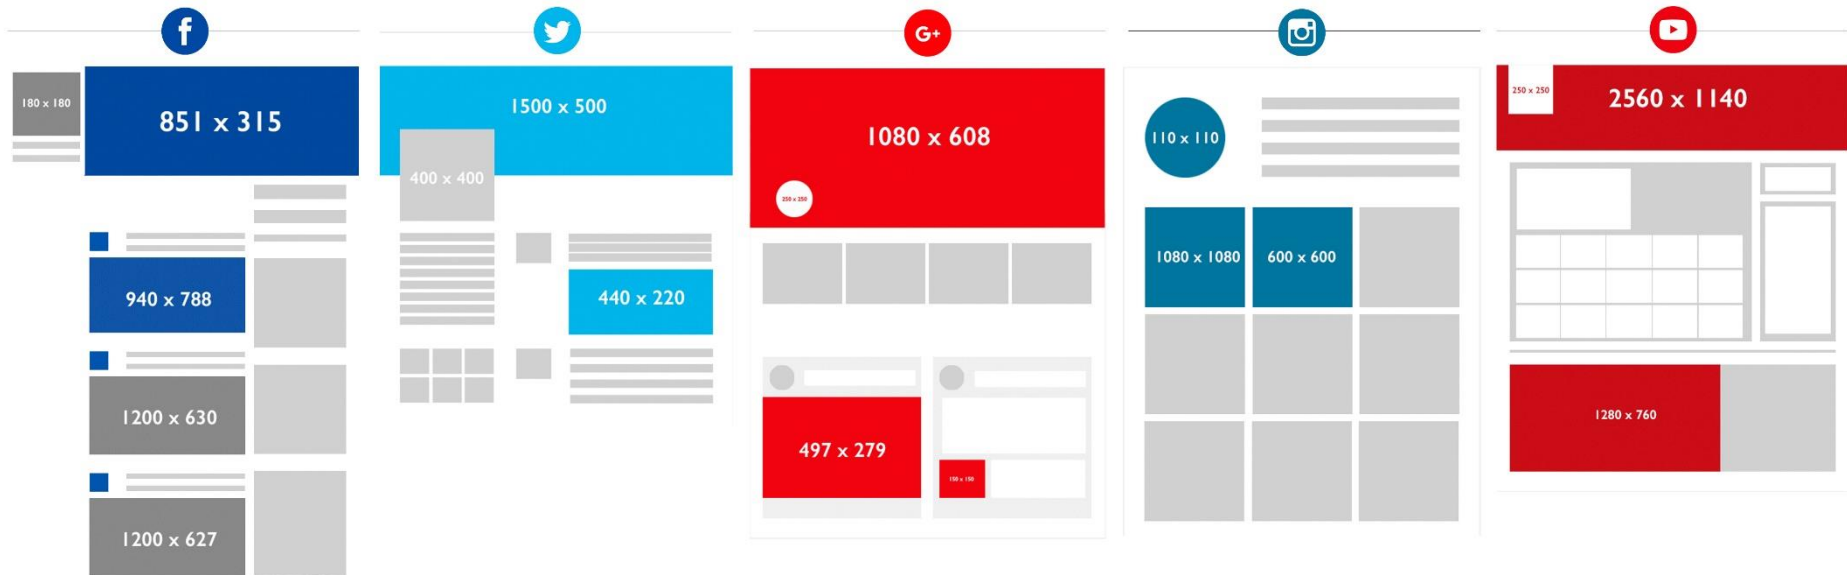 f
180 x 180
851 x 315
940 x 788
1200 x 630
1200 x 627
1500 x 500
400 x 400
440 x 220
G+
1080 x 608
250 x 250
497 x 279
150 x 150
110 x 110
1080 x 1080
600 x 600
250 x 250
2560 x 1140
1280 x 760